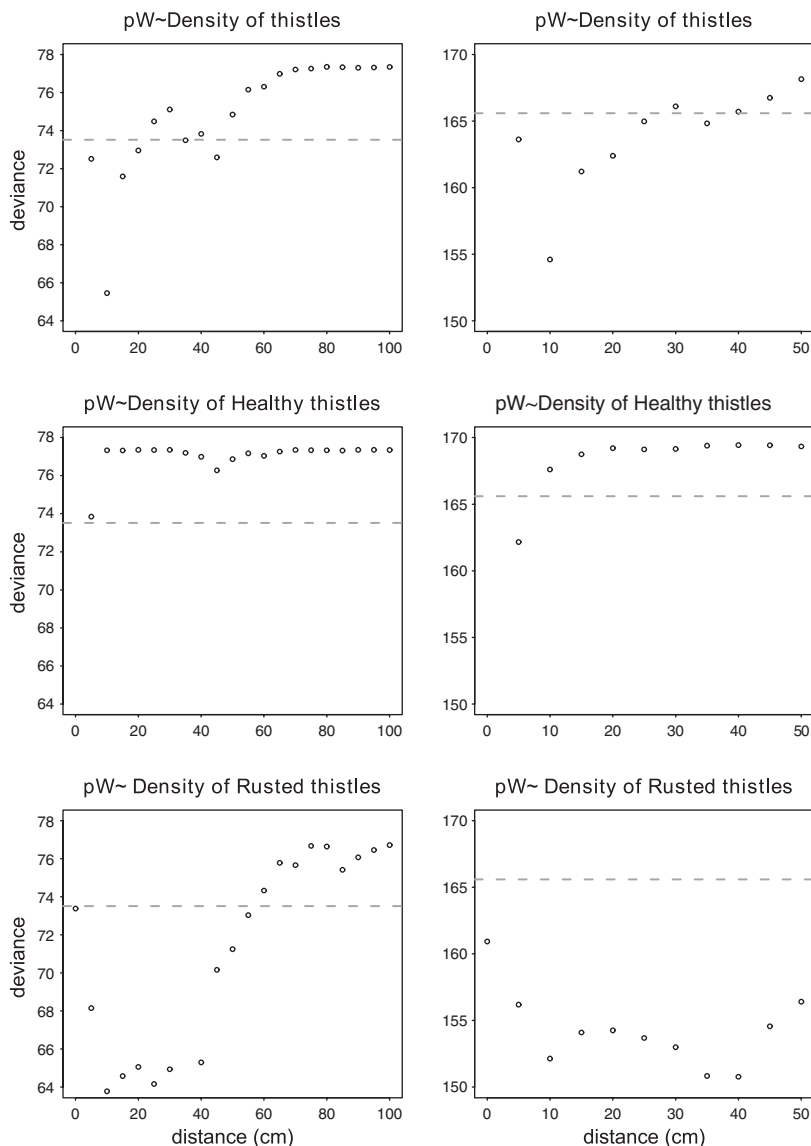 pW~Density of thistles
pW~Density of thistles
78
76
74
72
70
68
66
64
deviance
0 20 40 60 80 100
170
165
160
155
150
0 10 20 30 40 50
pW~Density of Healthy thistles
pW~Density of Healthy thistles
78
76
74
72
70
68
66
64
deviance
0 20 40 60 80 100
170
165
160
155
150
0 10 20 30 40 50
pW~ Density of Rusted thistles
pW~ Density of Rusted thistles
78
76
74
72
70
68
66
64
deviance
0 20 40 60 80 100
distance (cm)
170
165
160
155
150
0 10 20 30 40 50
distance (cm)